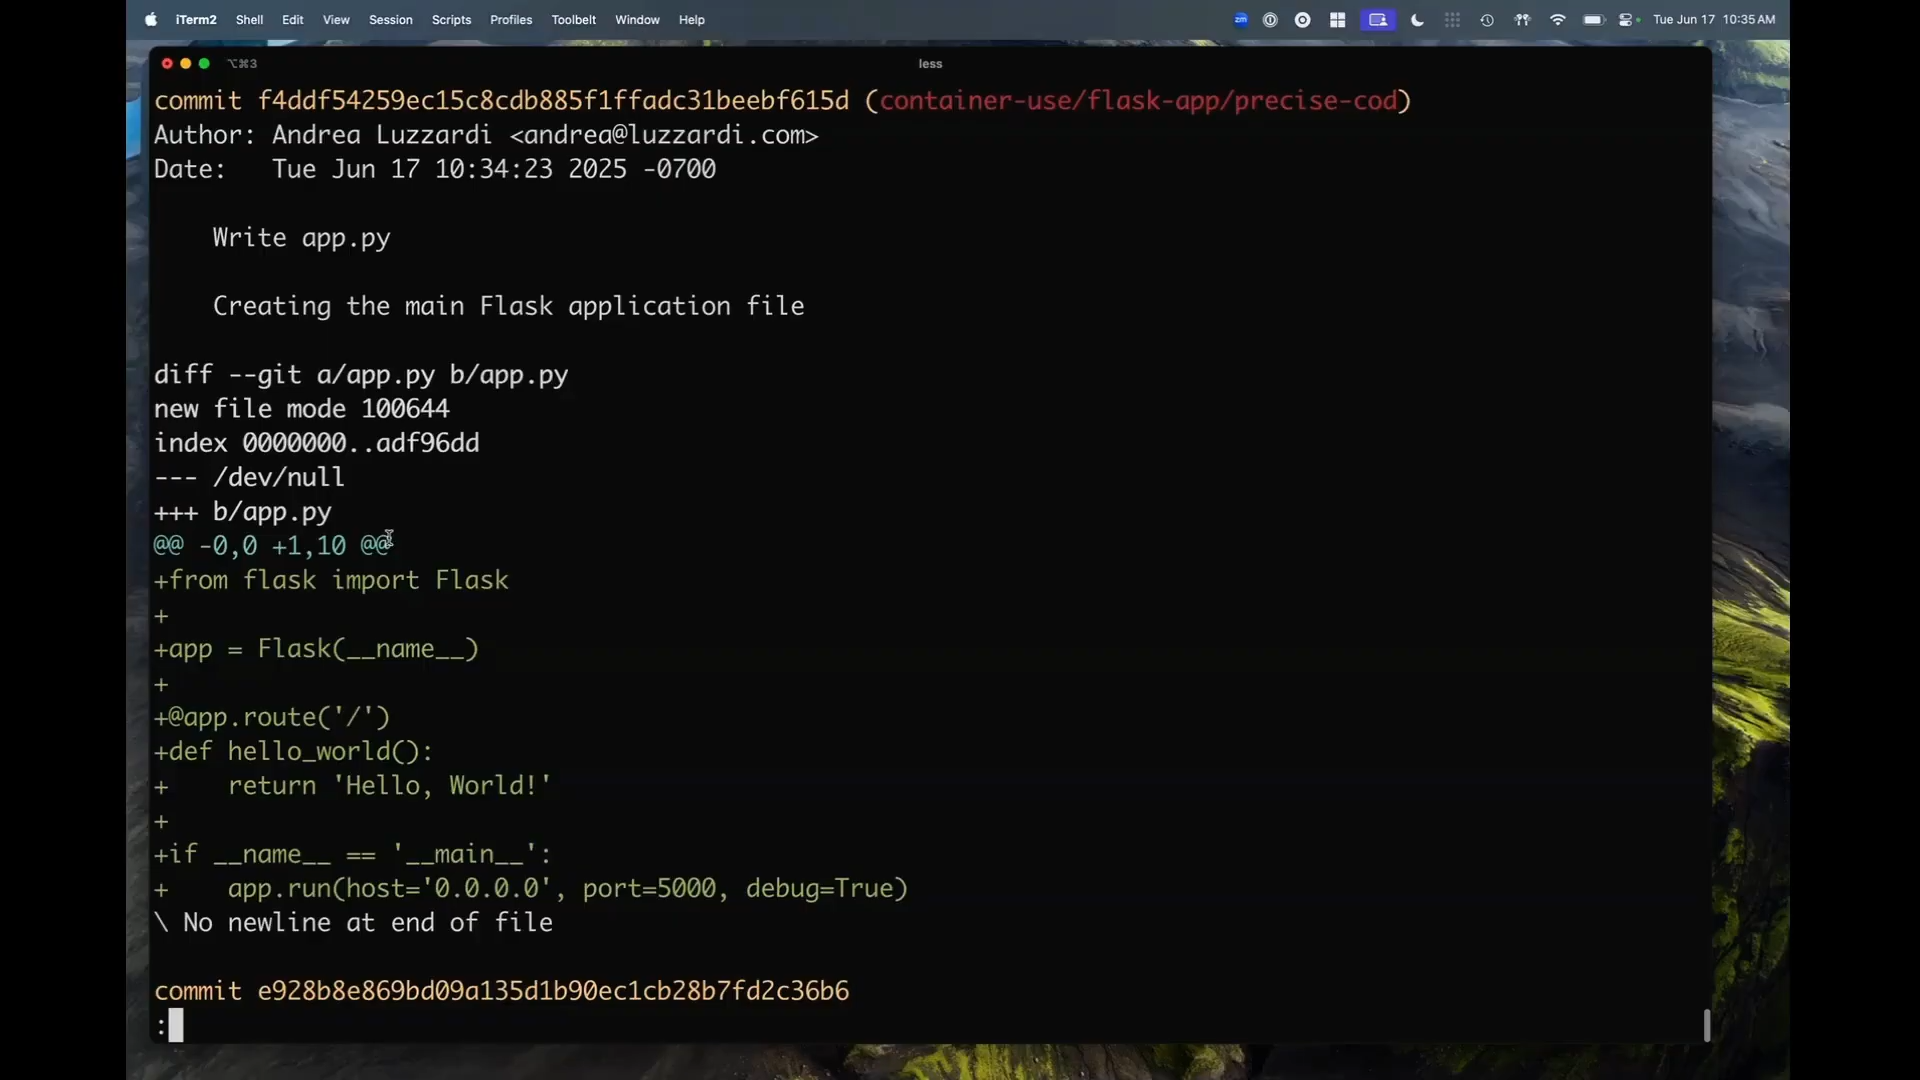 iTerm2 Shell Edit View Session Scripts Profiles Toolbelt Window Help zm Tue Jun 17 10:35 AM
⌥⌘3 less
commit f4ddf54259ec15c8cdb885f1ffadc31beebf615d (container-use/flask-app/precise-cod)
Author: Andrea Luzzardi <andrea@luzzardi.com>
Date:   Tue Jun 17 10:34:23 2025 -0700
    Write app.py
    Creating the main Flask application file
diff --git a/app.py b/app.py
new file mode 100644
index 0000000..adf96dd
--- /dev/null
+++ b/app.py
@@ -0,0 +1,10 @@
+from flask import Flask
+
+app = Flask(__name__)
+
+@app.route('/')
+def hello_world():
+    return 'Hello, World!'
+
+if __name__ == '__main__':
+    app.run(host='0.0.0.0', port=5000, debug=True)
\ No newline at end of file
commit e928b8e869bd09a135d1b90ec1cb28b7fd2c36b6
: